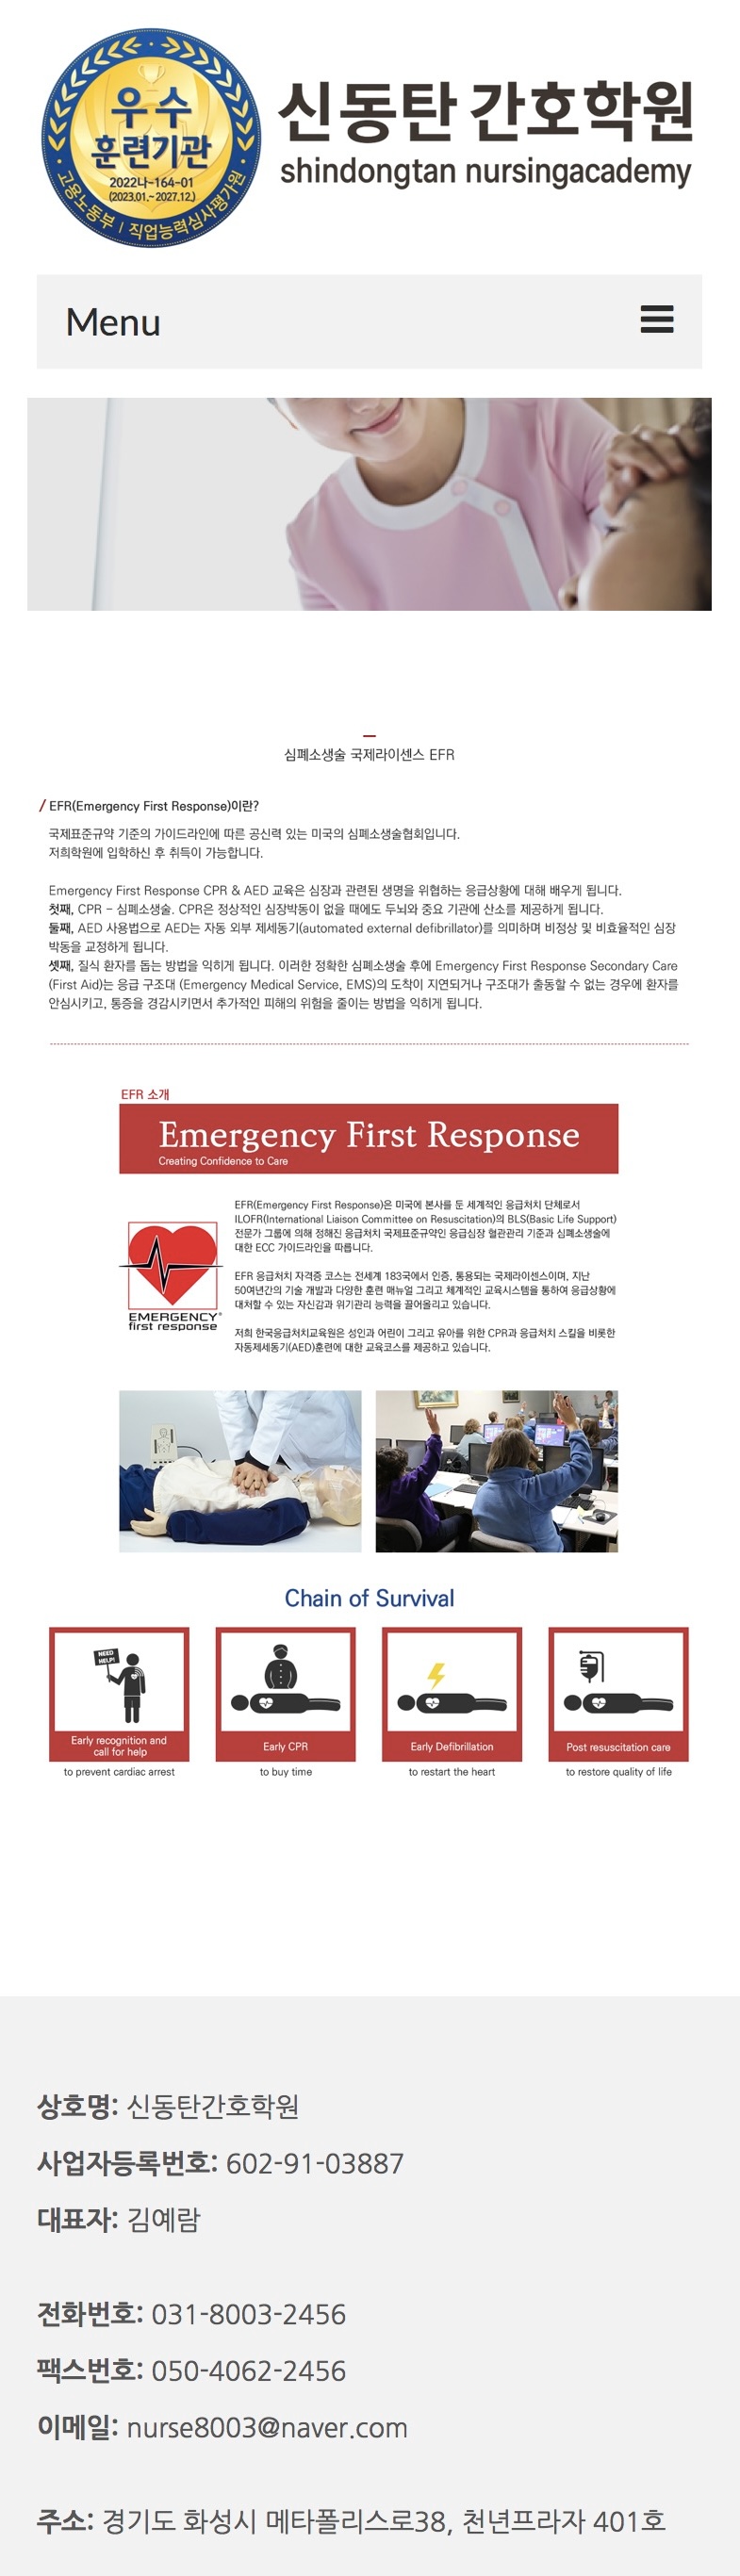 우수
훈련기관
2022나-164-01
(2023.01.~2027.12.)
고용노동부 | 직업능력심사평가원
신동탄 간호학원
shindongtan nursingacademy
Menu
심폐소생술 국제라이센스 EFR
/ EFR(Emergency First Response)이란?
국제표준규약 기준의 가이드라인에 따른 공신력 있는 미국의 심폐소생술협회입니다.
저희학원에 입학하신 후 취득이 가능합니다.
Emergency First Response CPR & AED 교육은 심장과 관련된 생명을 위협하는 응급상황에 대해 배우게 됩니다.
첫째, CPR - 심폐소생술. CPR은 정상적인 심장박동이 없을 때에도 두뇌와 중요 기관에 산소를 제공하게 됩니다.
둘째, AED 사용법으로 AED는 자동 외부 제세동기(automated external defibrillator)를 의미하며 비정상 및 비효율적인 심장
박동을 교정하게 됩니다.
셋째, 질식 환자를 돕는 방법을 익히게 됩니다. 이러한 정확한 심폐소생술 후에 Emergency First Response Secondary Care
(First Aid)는 응급 구조대 (Emergency Medical Service, EMS)의 도착이 지연되거나 구조대가 출동할 수 없는 경우에 환자를
안심시키고, 통증을 경감시키면서 추가적인 피해의 위험을 줄이는 방법을 익히게 됩니다.
EFR 소개
Emergency First Response
Creating Confidence to Care
EFR(Emergency First Response)은 미국에 본사를 둔 세계적인 응급처치 단체로서
ILOFR(International Liaison Committee on Resuscitation)의 BLS(Basic Life Support)
전문가 그룹에 의해 정해진 응급처치 국제표준규약인 응급심장 혈관관리 기준과 심폐소생술에
대한 ECC 가이드라인을 따릅니다.
EFR 응급처치 자격증 코스는 전세계 183국에서 인증, 통용되는 국제라이센스이며, 지난
50여년간의 기술 개발과 다양한 훈련 매뉴얼 그리고 체계적인 교육시스템을 통하여 응급상황에
대처할 수 있는 자신감과 위기관리 능력을 끌어올리고 있습니다.
저희 한국응급처치교육원은 성인과 어린이 그리고 유아를 위한 CPR과 응급처치 스킬을 비롯한
자동제세동기(AED)훈련에 대한 교육코스를 제공하고 있습니다.
EMERGENCY®
first response
Chain of Survival
NEED
HELP!
Early recognition and
call for help
to prevent cardiac arrest
Early CPR
to buy time
Early Defibrillation
to restart the heart
Post resuscitation care
to restore quality of life
상호명: 신동탄간호학원
사업자등록번호: 602-91-03887
대표자: 김예람
전화번호: 031-8003-2456
팩스번호: 050-4062-2456
이메일: nurse8003@naver.com
주소: 경기도 화성시 메타폴리스로38, 천년프라자 401호